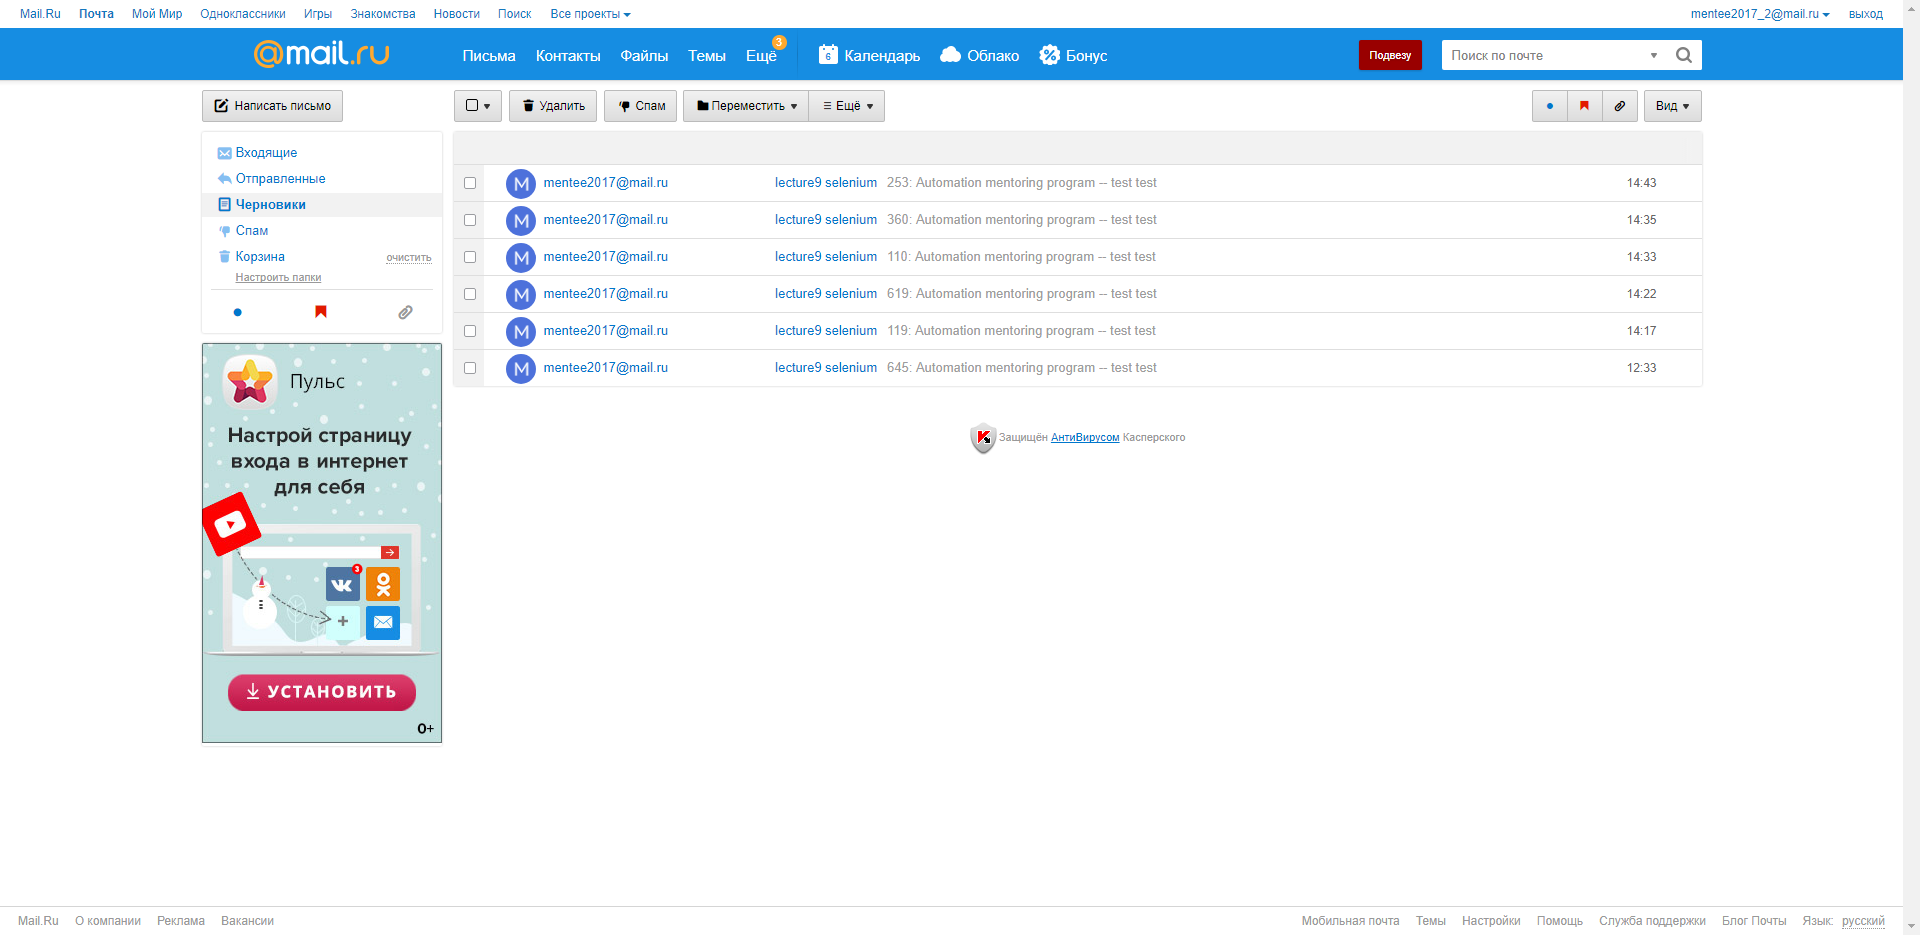 Mail.Ru Почта Мой Мир Одноклассники Игры Знакомства Новости Поиск Все проекты mentee2017_2@mail.ru выход
@mail.ru Письма Контакты Файлы Темы Ещё 3 6 Календарь Облако Бонус Подвезу Поиск по почте
Написать письмо Удалить Спам Переместить Ещё Вид
Входящие
Отправленные
Черновики
Спам
Корзина очистить
Настроить папки
M mentee2017@mail.ru lecture9 selenium 253: Automation mentoring program -- test test 14:43
M mentee2017@mail.ru lecture9 selenium 360: Automation mentoring program -- test test 14:35
M mentee2017@mail.ru lecture9 selenium 110: Automation mentoring program -- test test 14:33
M mentee2017@mail.ru lecture9 selenium 619: Automation mentoring program -- test test 14:22
M mentee2017@mail.ru lecture9 selenium 119: Automation mentoring program -- test test 14:17
M mentee2017@mail.ru lecture9 selenium 645: Automation mentoring program -- test test 12:33
Защищён АнтиВирусом Касперского
Пульс
Настрой страницу
входа в интернет
для себя
3
УСТАНОВИТЬ
0+
Mail.Ru О компании Реклама Вакансии Мобильная почта Темы Настройки Помощь Служба поддержки Блог Почты Язык: русский